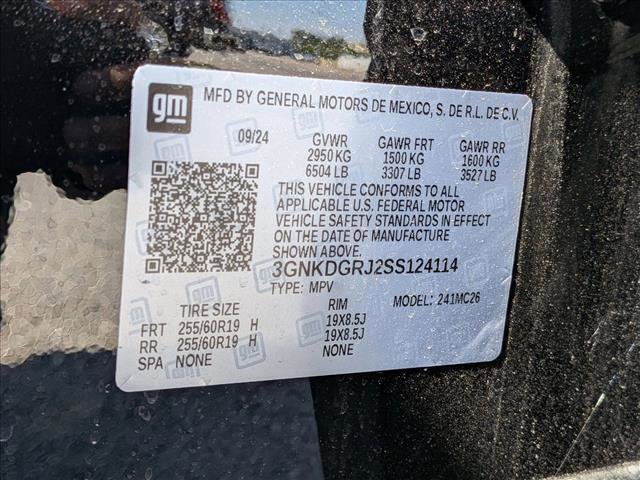 gm MFD BY GENERAL MOTORS DE MEXICO, S. DE R.L. DE C.V.
09/24 GVWR GAWR FRT GAWR RR
2950 KG 1500 KG 1600 KG
6504 LB 3307 LB 3527 LB
THIS VEHICLE CONFORMS TO ALL
APPLICABLE U.S. FEDERAL MOTOR
VEHICLE SAFETY STANDARDS IN EFFECT
ON THE DATE OF MANUFACTURE
SHOWN ABOVE.
3GNKDGRJ2SS124114
TYPE: MPV
TIRE SIZE RIM MODEL: 241MC26
FRT 255/60R19 H 19X8.5J
RR 255/60R19 H 19X8.5J
SPA NONE NONE